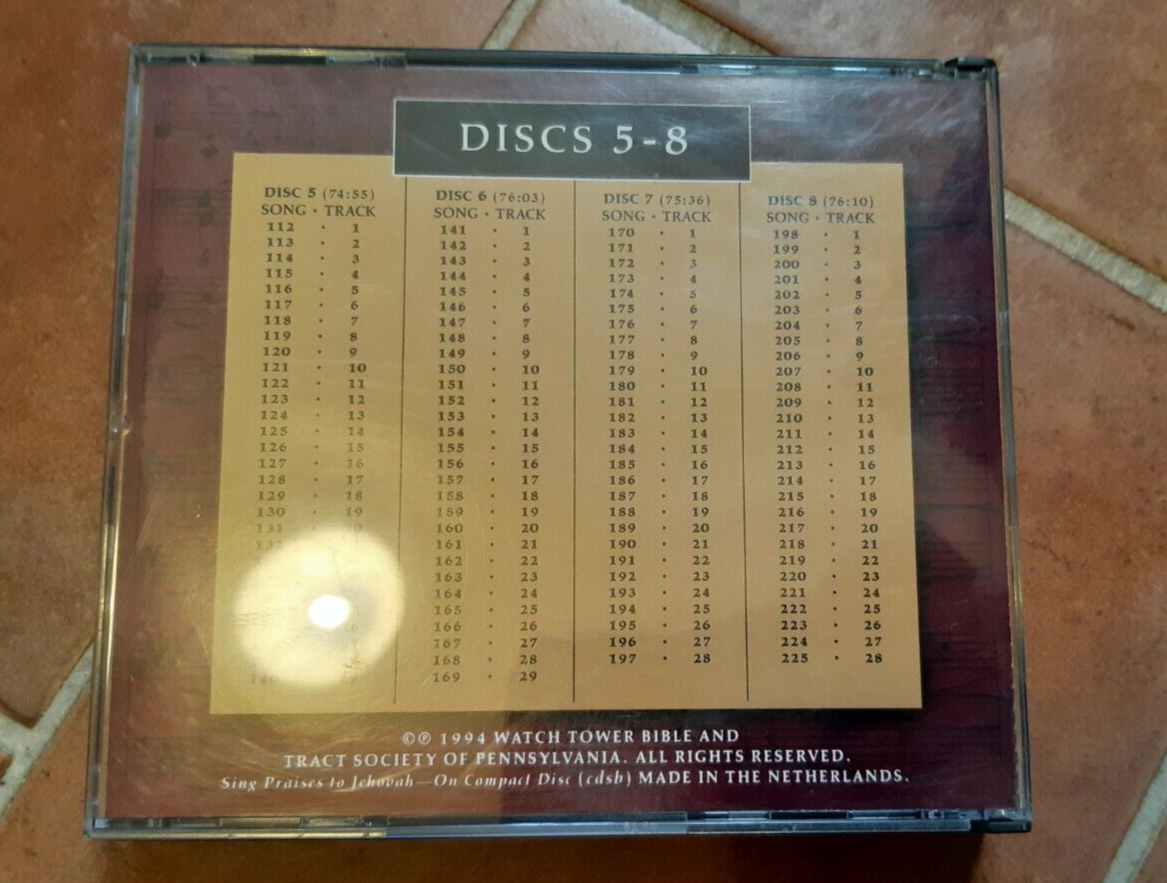 DISCS 5-8
DISC 5 (74:55)
SONG · TRACK
112 · 1
113 · 2
114 · 3
115 · 4
116 · 5
117 · 6
118 · 7
119 · 8
120 · 9
121 · 10
122 · 11
123 · 12
124 · 13
125 · 14
126 · 15
127 · 16
128 · 17
129 · 18
130 · 19
131 · 20
DISC 6 (76:03)
SONG · TRACK
141 · 1
142 · 2
143 · 3
144 · 4
145 · 5
146 · 6
147 · 7
148 · 8
149 · 9
150 · 10
151 · 11
152 · 12
153 · 13
154 · 14
155 · 15
156 · 16
157 · 17
158 · 18
159 · 19
160 · 20
161 · 21
162 · 22
163 · 23
164 · 24
165 · 25
166 · 26
167 · 27
168 · 28
169 · 29
DISC 7 (75:36)
SONG · TRACK
170 · 1
171 · 2
172 · 3
173 · 4
174 · 5
175 · 6
176 · 7
177 · 8
178 · 9
179 · 10
180 · 11
181 · 12
182 · 13
183 · 14
184 · 15
185 · 16
186 · 17
187 · 18
188 · 19
189 · 20
190 · 21
191 · 22
192 · 23
193 · 24
194 · 25
195 · 26
196 · 27
197 · 28
DISC 8 (76:10)
SONG · TRACK
198 · 1
199 · 2
200 · 3
201 · 4
202 · 5
203 · 6
204 · 7
205 · 8
206 · 9
207 · 10
208 · 11
209 · 12
210 · 13
211 · 14
212 · 15
213 · 16
214 · 17
215 · 18
216 · 19
217 · 20
218 · 21
219 · 22
220 · 23
221 · 24
222 · 25
223 · 26
224 · 27
225 · 28
©℗ 1994 WATCH TOWER BIBLE AND
TRACT SOCIETY OF PENNSYLVANIA. ALL RIGHTS RESERVED.
Sing Praises to Jehovah—On Compact Disc (cdsb) MADE IN THE NETHERLANDS.